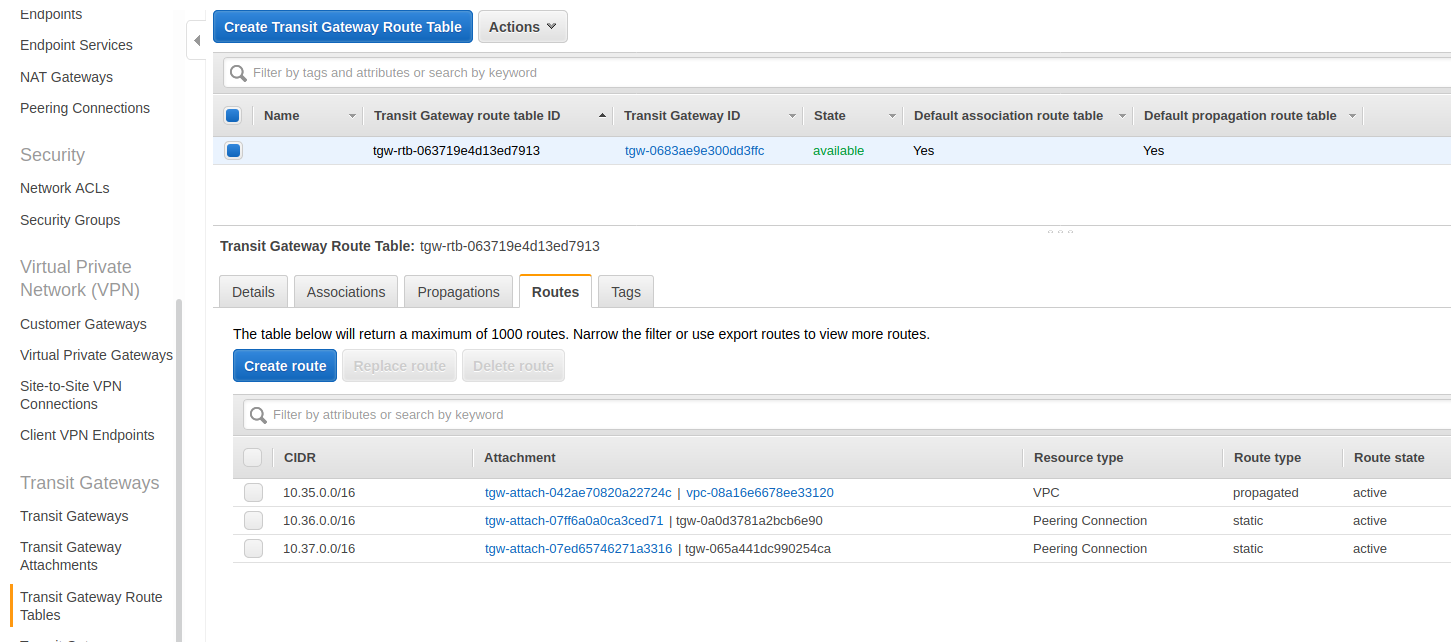 Endpoints
Endpoint Services
NAT Gateways
Peering Connections
Security
Network ACLs
Security Groups
Virtual Private
Network (VPN)
Customer Gateways
Virtual Private Gateways
Site-to-Site VPN
Connections
Client VPN Endpoints
Transit Gateways
Transit Gateways
Transit Gateway
Attachments
Transit Gateway Route
Tables
Create Transit Gateway Route Table Actions
Filter by tags and attributes or search by keyword
Name Transit Gateway route table ID Transit Gateway ID State Default association route table Default propagation route table
tgw-rtb-063719e4d13ed7913 tgw-0683ae9e300dd3ffc available Yes Yes
Transit Gateway Route Table: tgw-rtb-063719e4d13ed7913
Details Associations Propagations Routes Tags
The table below will return a maximum of 1000 routes. Narrow the filter or use export routes to view more routes.
Create route Replace route Delete route
Filter by attributes or search by keyword
CIDR Attachment Resource type Route type Route state
10.35.0.0/16 tgw-attach-042ae70820a22724c | vpc-08a16e6678ee33120 VPC propagated active
10.36.0.0/16 tgw-attach-07ff6a0a0ca3ced71 | tgw-0a0d3781a2bcb6e90 Peering Connection static active
10.37.0.0/16 tgw-attach-07ed65746271a3316 | tgw-065a441dc990254ca Peering Connection static active